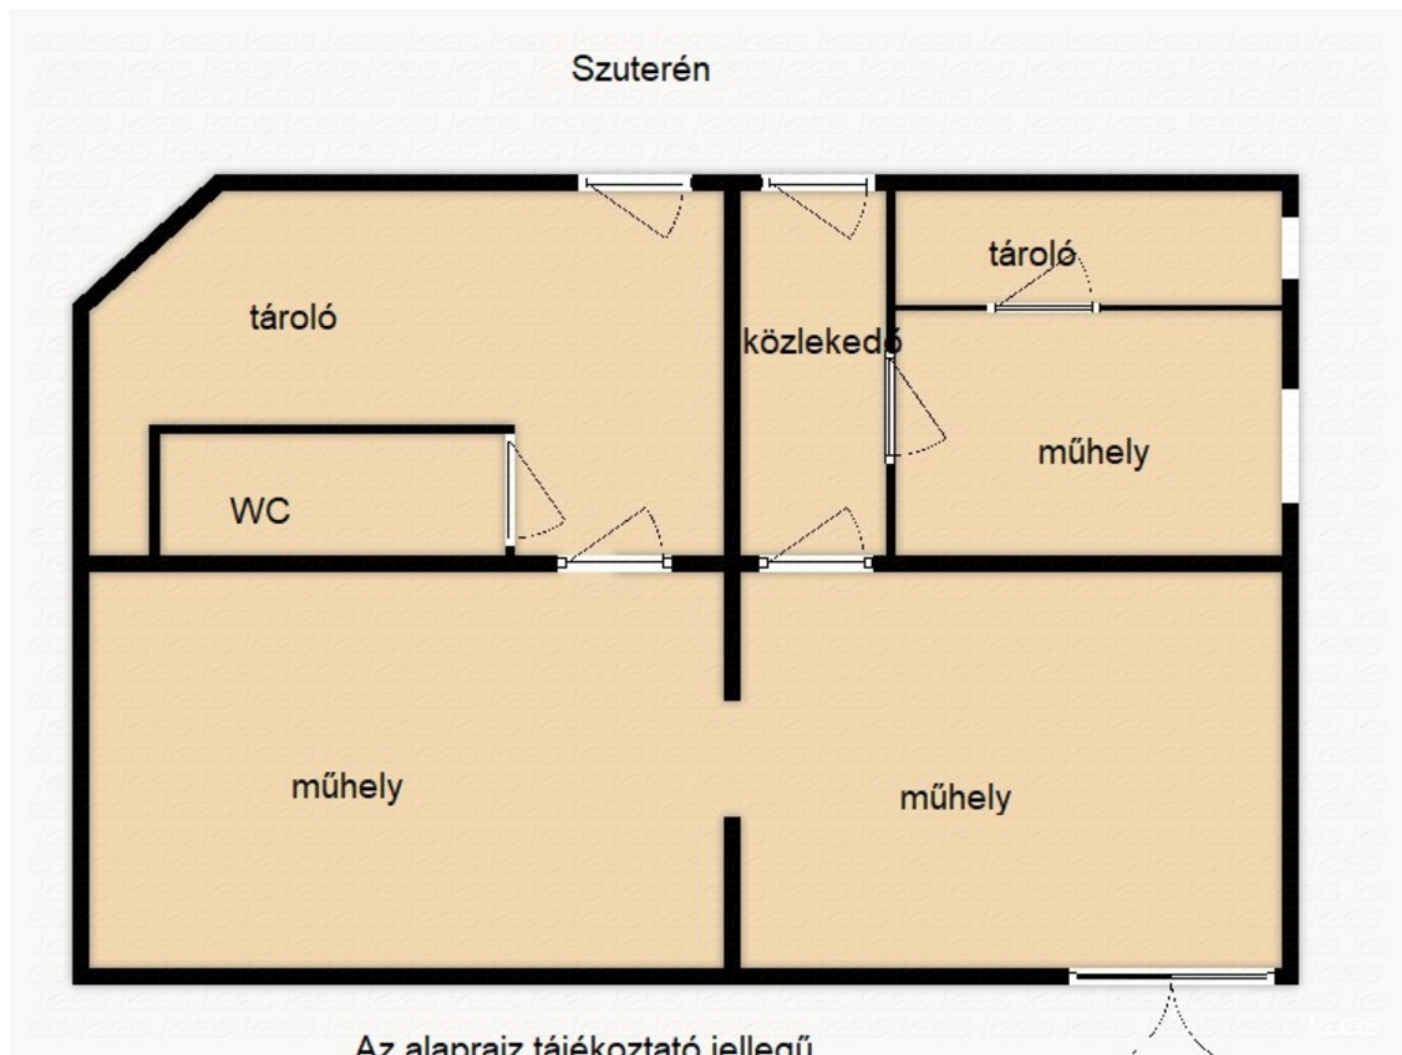 Szuterén
tároló
tároló
közlekedő
műhely
WC
műhely
műhely
Az alaprajz tájékoztató jellegű